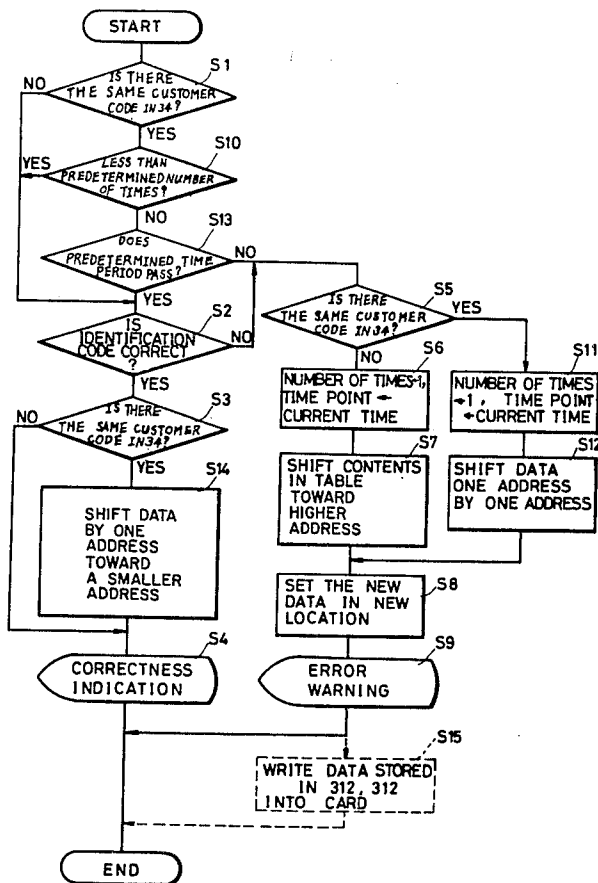 START
S1
IS THERE
THE SAME CUSTOMER
CODE IN 34?
NO
YES
S10
LESS THAN
PREDETERMINED NUMBER
OF TIMES?
YES
NO
S13
DOES
PREDETERMINED TIME
PERIOD PASS?
NO
YES
S2
IS
IDENTIFICATION
CODE CORRECT
?
NO
YES
S3
IS THERE
THE SAME CUSTOMER
CODE IN 34?
NO
YES
S14
SHIFT DATA
BY ONE
ADDRESS
TOWARD
A SMALLER
ADDRESS
S4
CORRECTNESS
INDICATION
S5
IS THERE
THE SAME CUSTOMER
CODE IN 34?
YES
NO
S6
NUMBER OF TIMES←1,
TIME POINT ←
CURRENT TIME
S11
NUMBER OF TIMES
←1, TIME POINT
←CURRENT TIME
S7
SHIFT CONTENTS
IN TABLE
TOWARD
HIGHER
ADDRESS
S12
SHIFT DATA
ONE ADDRESS
BY ONE ADDRESS
S8
SET THE NEW
DATA IN NEW
LOCATION
S9
ERROR
WARNING
S15
WRITE DATA STORED
IN 312, 312
INTO CARD
END